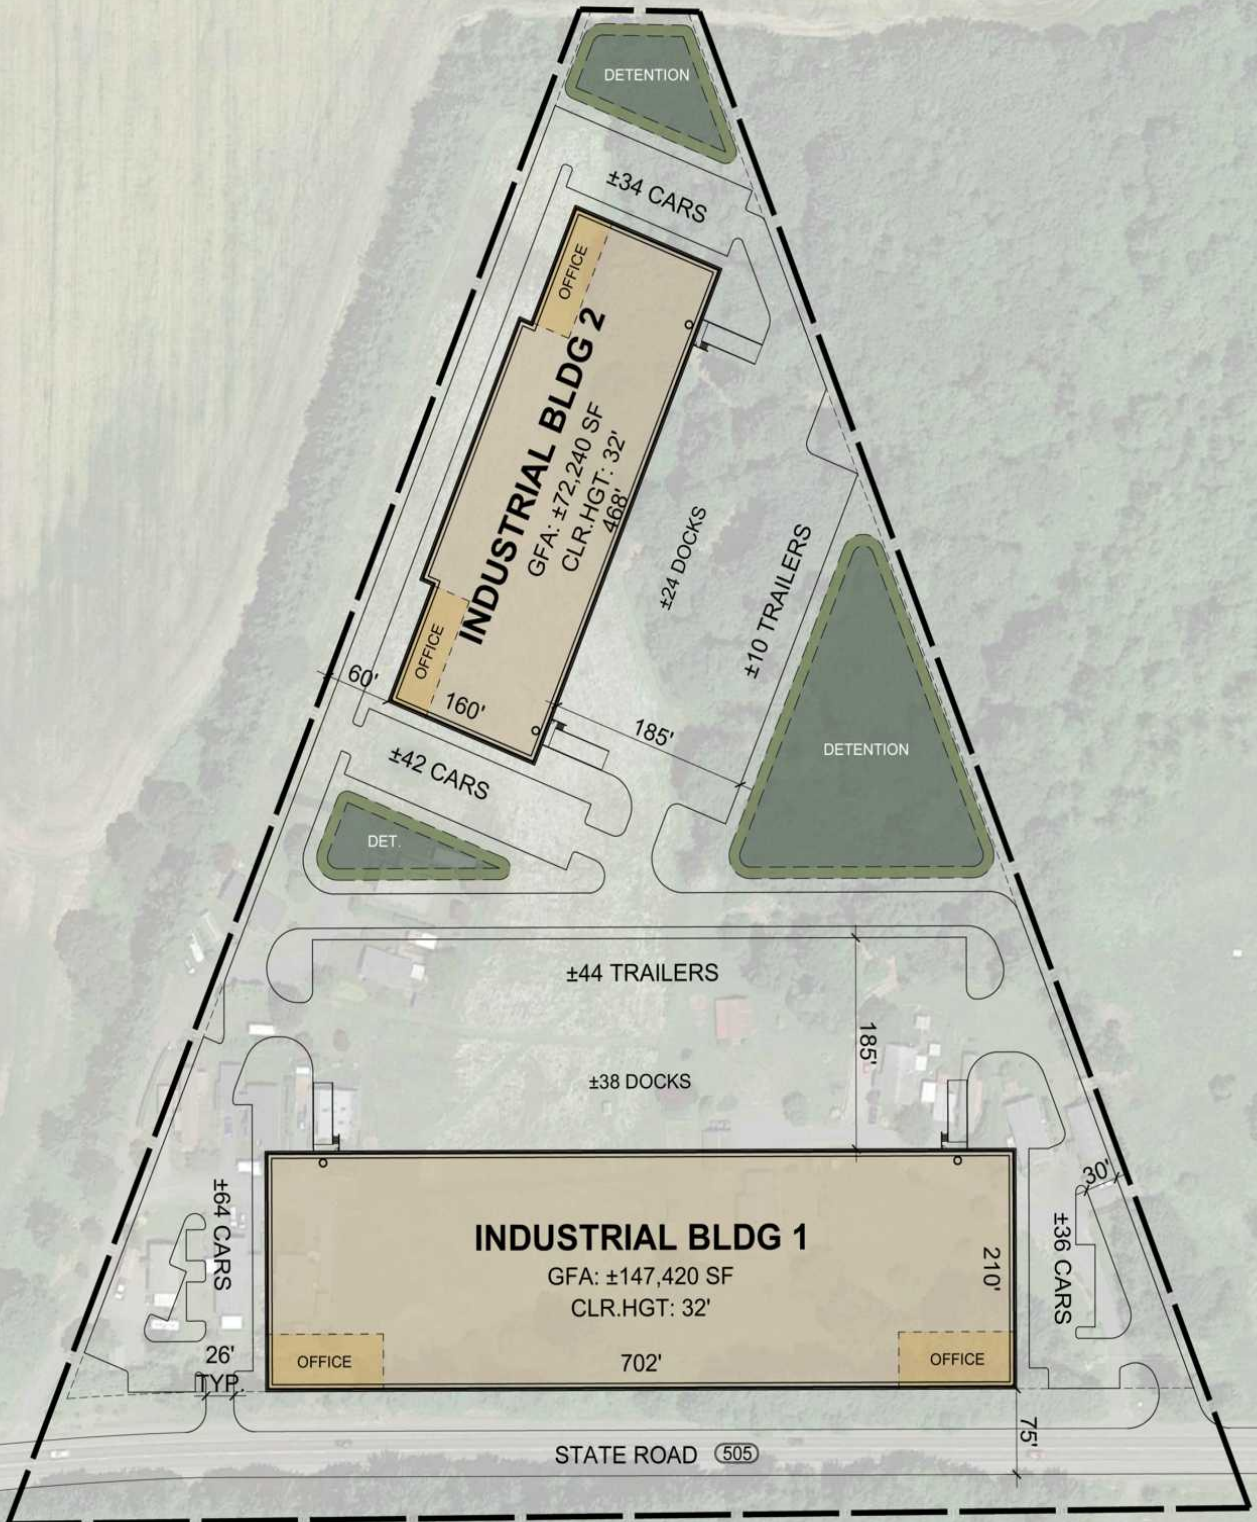 DETENTION
±34 CARS
OFFICE
INDUSTRIAL BLDG 2
GFA: ±72,240 SF
CLR.HGT: 32'
468'
±24 DOCKS
±10 TRAILERS
OFFICE
60'
160'
185'
±42 CARS
DETENTION
DET.
±44 TRAILERS
185'
±38 DOCKS
30'
±64 CARS
INDUSTRIAL BLDG 1
GFA: ±147,420 SF
CLR.HGT: 32'
210'
±36 CARS
26'
TYP.
OFFICE
702'
OFFICE
75'
STATE ROAD 505